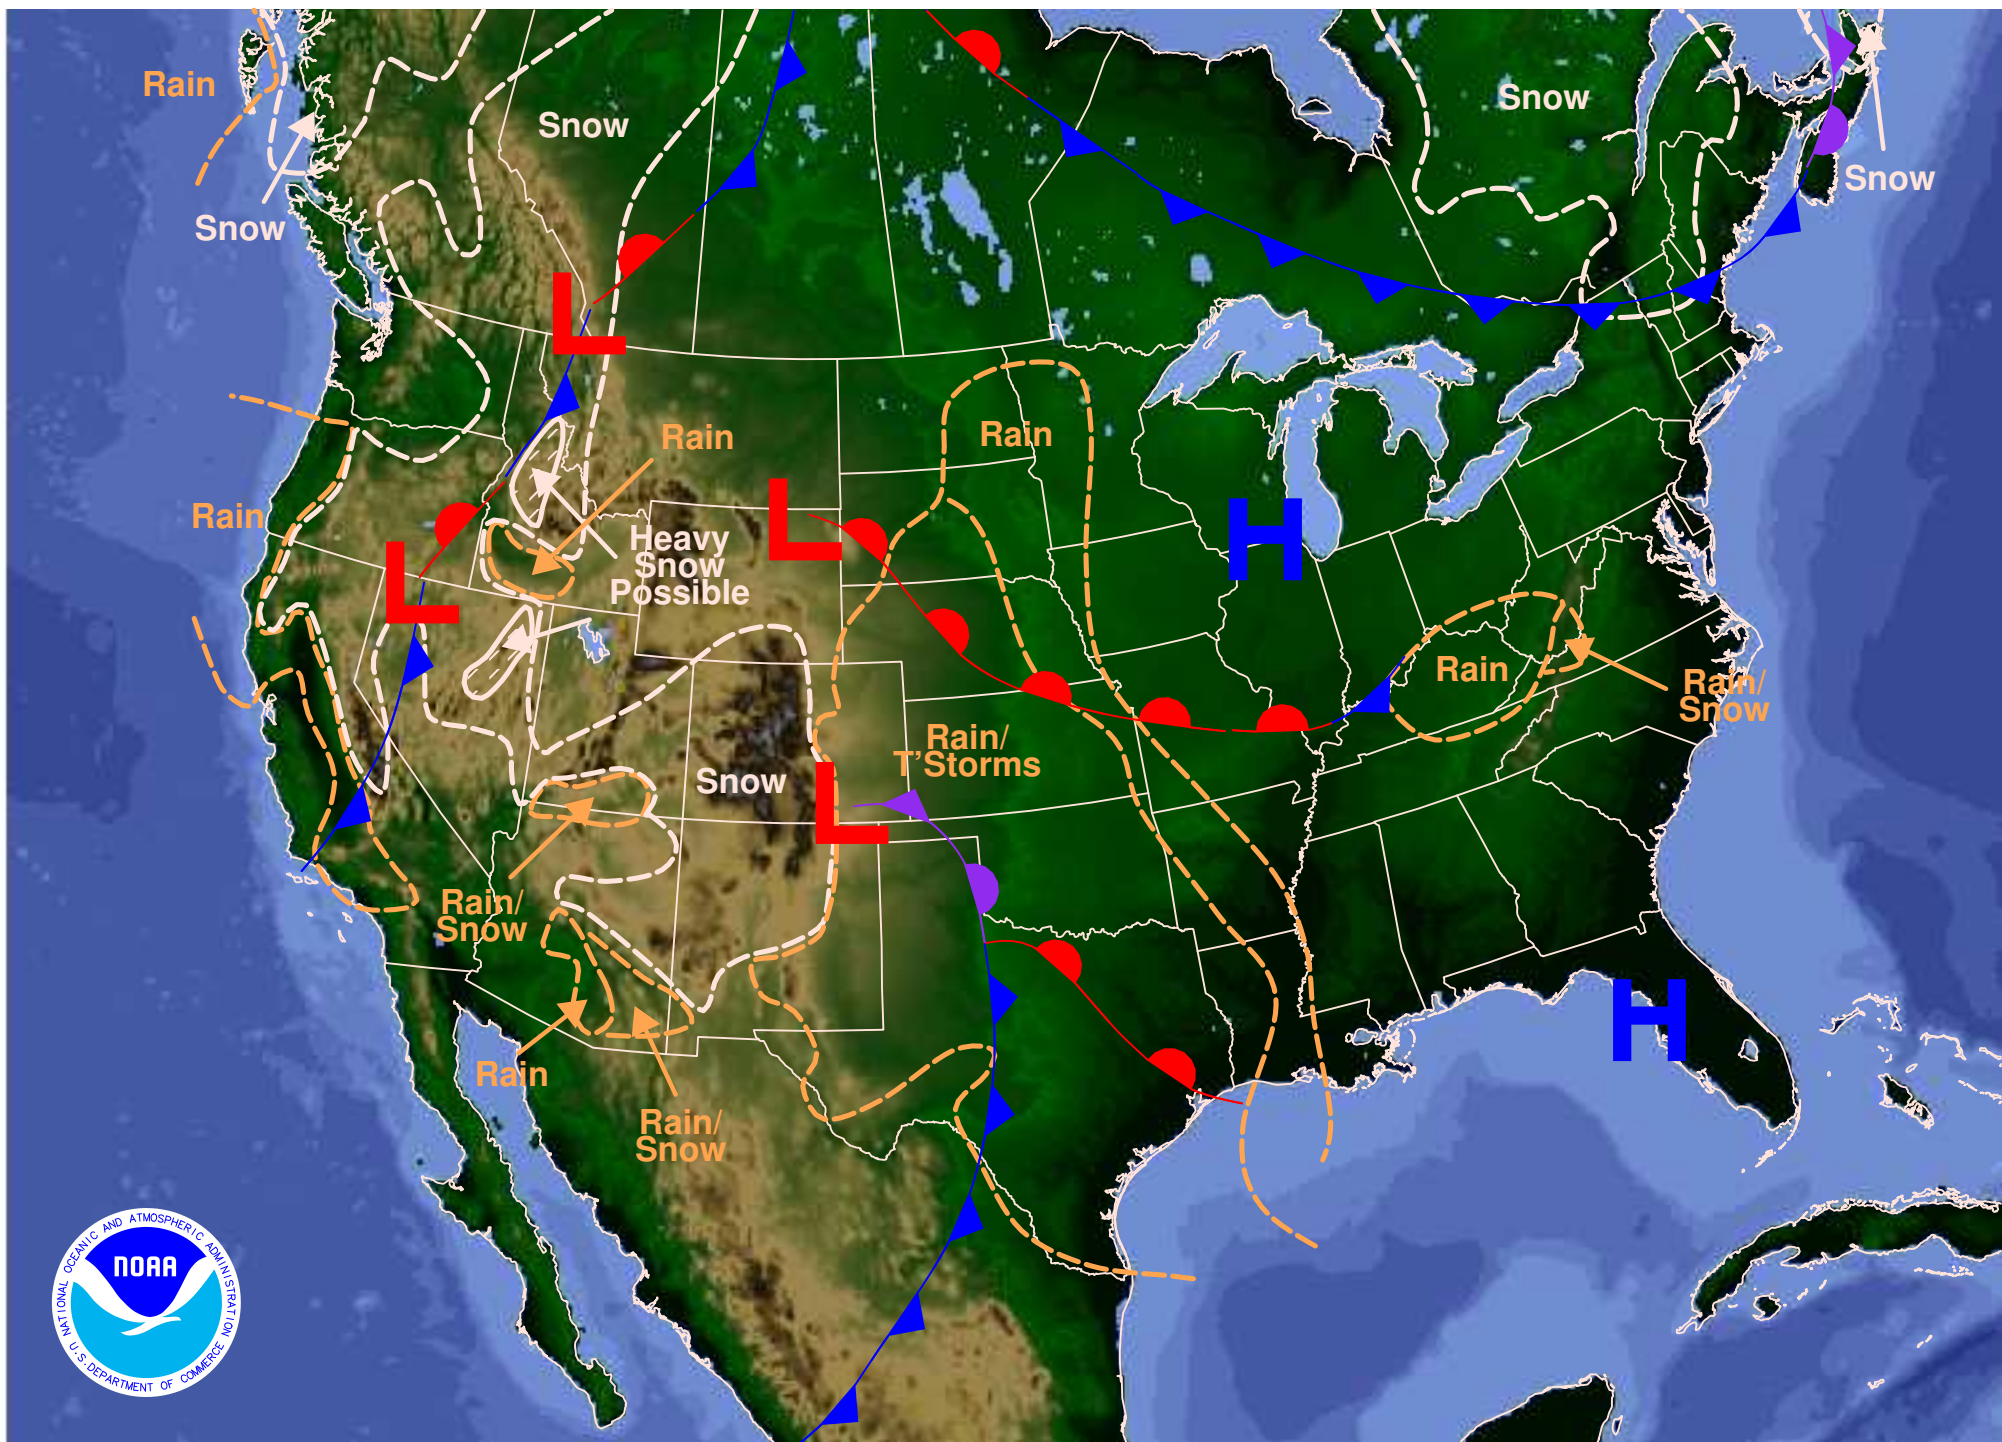 Rain
Snow
Snow
Snow
Snow
L
Rain
Rain
Rain
L
H
Heavy
Snow
Possible
L
Rain
Rain/
Snow
Rain/
T'Storms
Snow
L
Rain/
Snow
H
Rain
Rain/
Snow
NATIONAL OCEANIC AND ATMOSPHERIC ADMINISTRATION
NOAA
U.S. DEPARTMENT OF COMMERCE